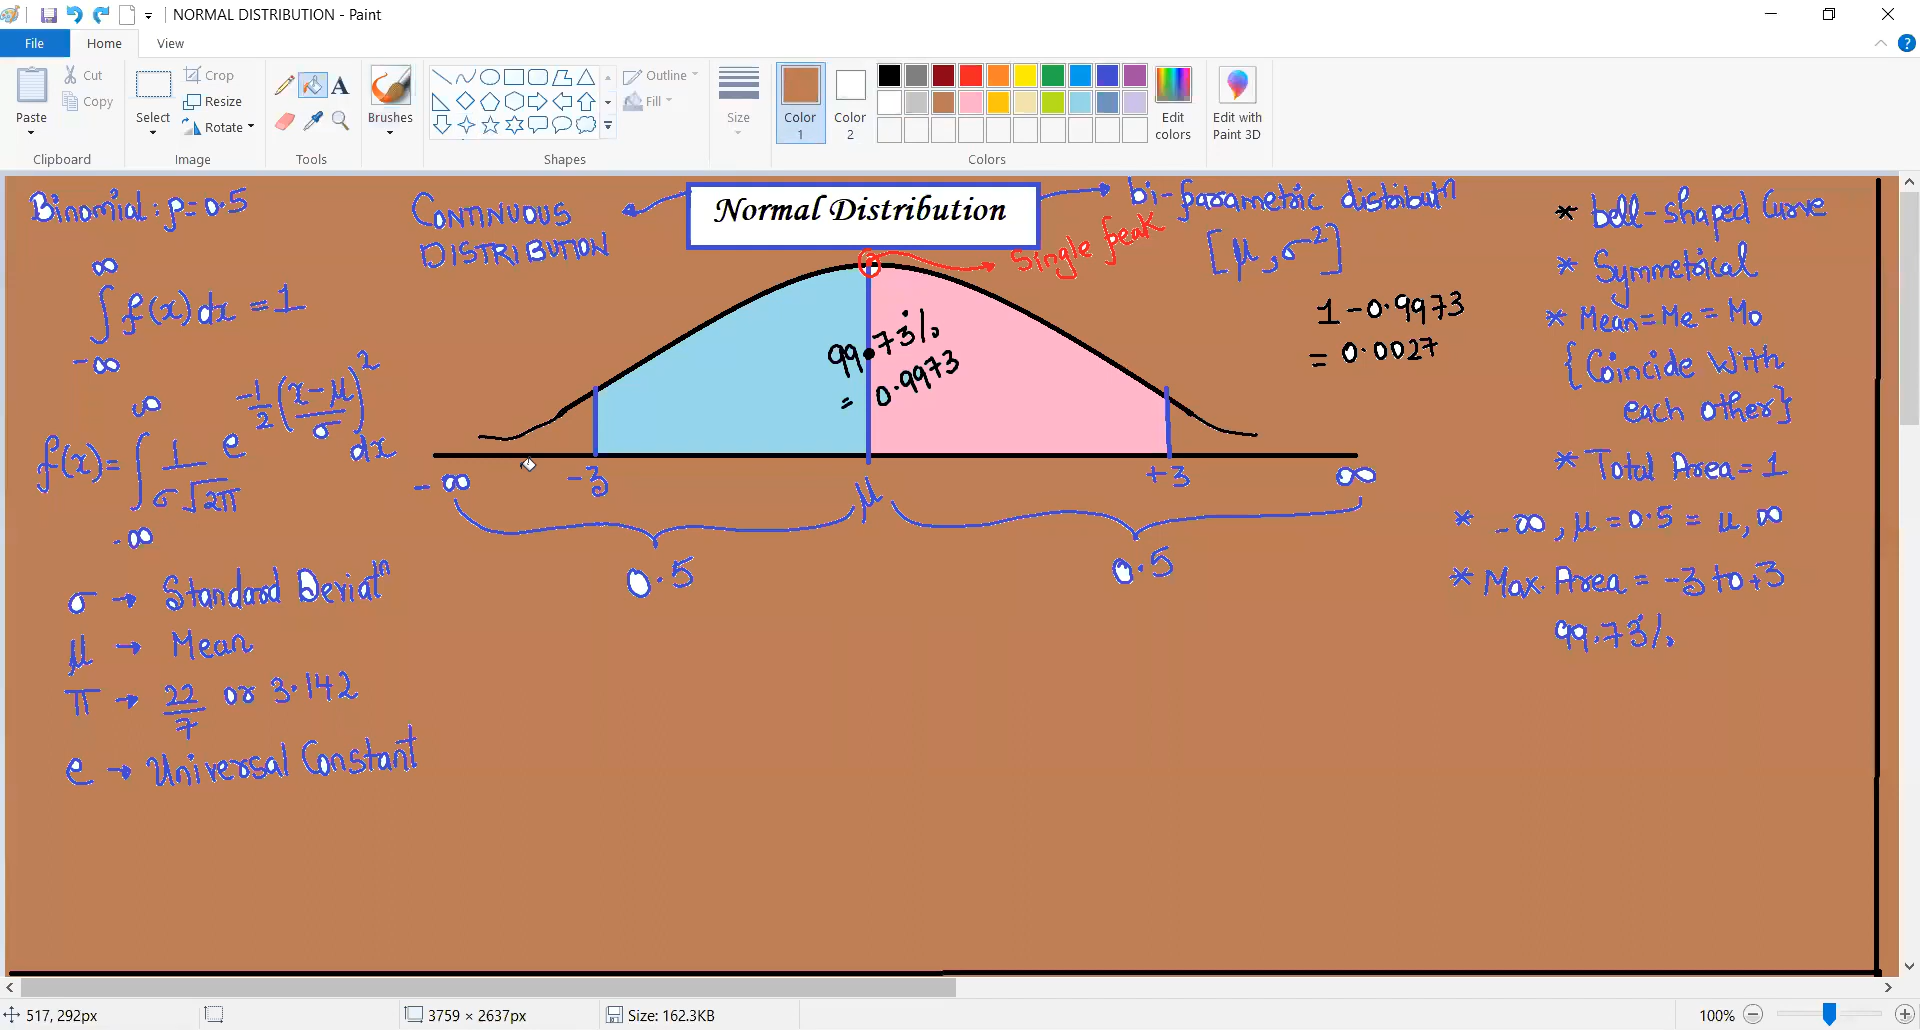 NORMAL DISTRIBUTION - Paint
File
Home
View
Paste
Cut
Copy
Clipboard
Select
Crop
Resize
Rotate
Image
Tools
Brushes
Shapes
Outline
Fill
Size
Color 1
Color 2
Colors
Edit colors
Edit with Paint 3D
Normal Distribution
Binomial : p = 0.5
∞
∫ f(x) dx = 1
-∞
f(x) = ∫ 1/(σ√2π) e^(-1/2 ((x-μ)/σ)^2) dx
∞
-∞
σ → Standard Deviatn
μ → Mean
π → 22/7 or 3.142
e → Universal Constant
CONTINUOUS
DISTRIBUTION
bi-parametric distributn
[μ, σ²]
Single peak
99.73%
= 0.9973
1 - 0.9973
= 0.0027
- ∞
-3
μ
+3
∞
0.5
0.5
* bell-shaped Curve
* Symmetrical
* Mean = Me = Mo
{Coincide with
each other}
* Total Area = 1
* -∞, μ = 0.5 = μ, ∞
* Max. Area = -3 to +3
99.73%
517, 292px
3759 × 2637px
Size: 162.3KB
100%